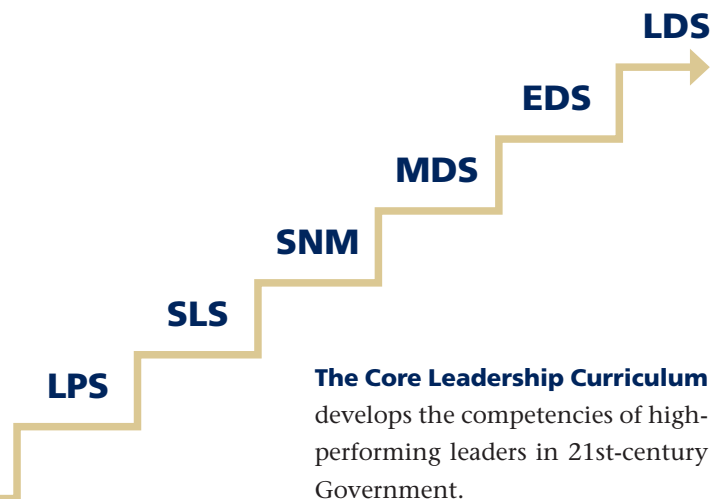 LDS
EDS
MDS
SNM
SLS
LPS
The Core Leadership Curriculum
develops the competencies of high-
performing leaders in 21st-century
Government.